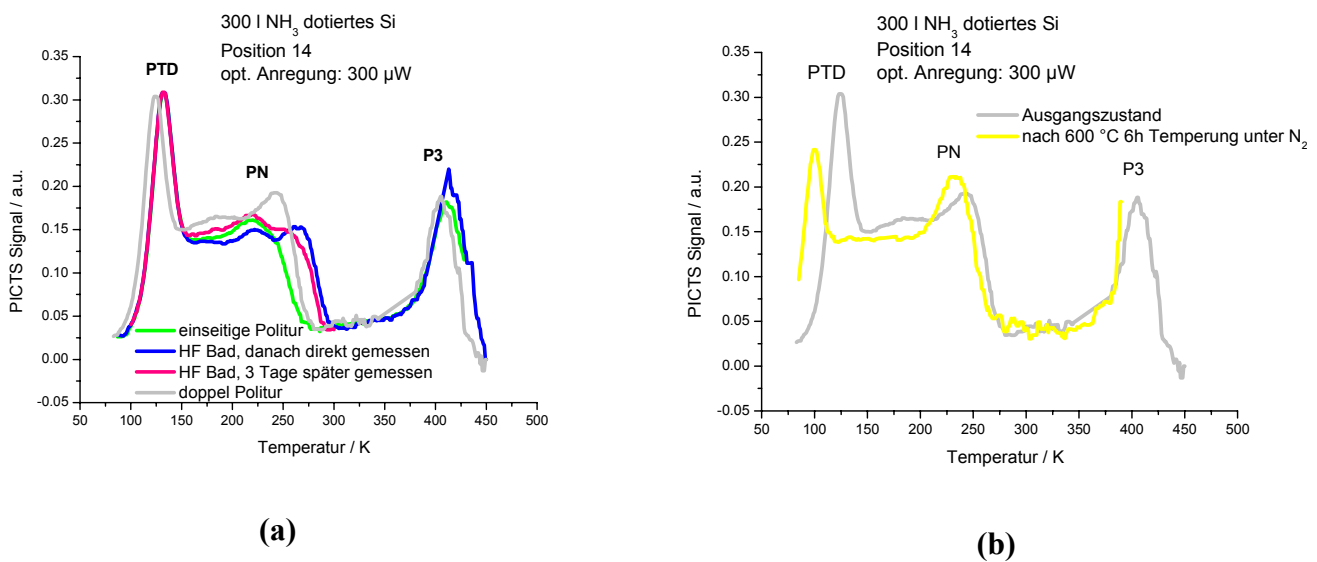 300 l NH3 dotiertes Si
Position 14
opt. Anregung: 300 µW
0.35
0.30
0.25
0.20
0.15
0.10
0.05
0.00
-0.05
PICTS Signal / a.u.
PTD
PN
P3
einseitige Politur
HF Bad, danach direkt gemessen
HF Bad, 3 Tage später gemessen
doppel Politur
50 100 150 200 250 300 350 400 450 500
Temperatur / K
(a)
300 l NH3 dotiertes Si
Position 14
opt. Anregung: 300 µW
0.35
0.30
0.25
0.20
0.15
0.10
0.05
0.00
-0.05
PICTS Signal / a.u.
PTD
Ausgangszustand
nach 600 °C 6h Temperung unter N2
PN
P3
50 100 150 200 250 300 350 400 450 500
Temperatur / K
(b)